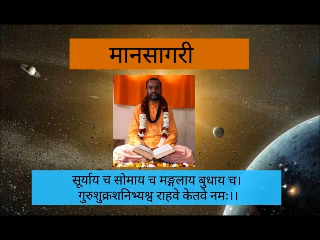 मानसागरी
सूर्याय च सोमाय च मङ्गलाय बुधाय च।
गुरुशुक्रशनिभ्यश्व राहवे केतवे नमः।।